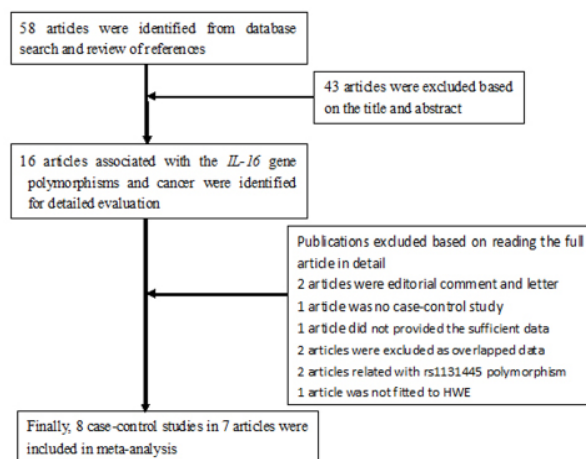 58 articles were identified from database
search and review of references
43 articles were excluded based
on the title and abstract
16 articles associated with the IL-16 gene
polymorphisms and cancer were identified
for detailed evaluation
Publications excluded based on reading the full
article in detail
2 articles were editorial comment and letter
1 article was no case-control study
1 article did not provided the sufficient data
2 articles were excluded as overlapped data
2 articles related with rs1131445 polymorphism
1 article was not fitted to HWE
Finally, 8 case-control studies in 7 articles were
included in meta-analysis